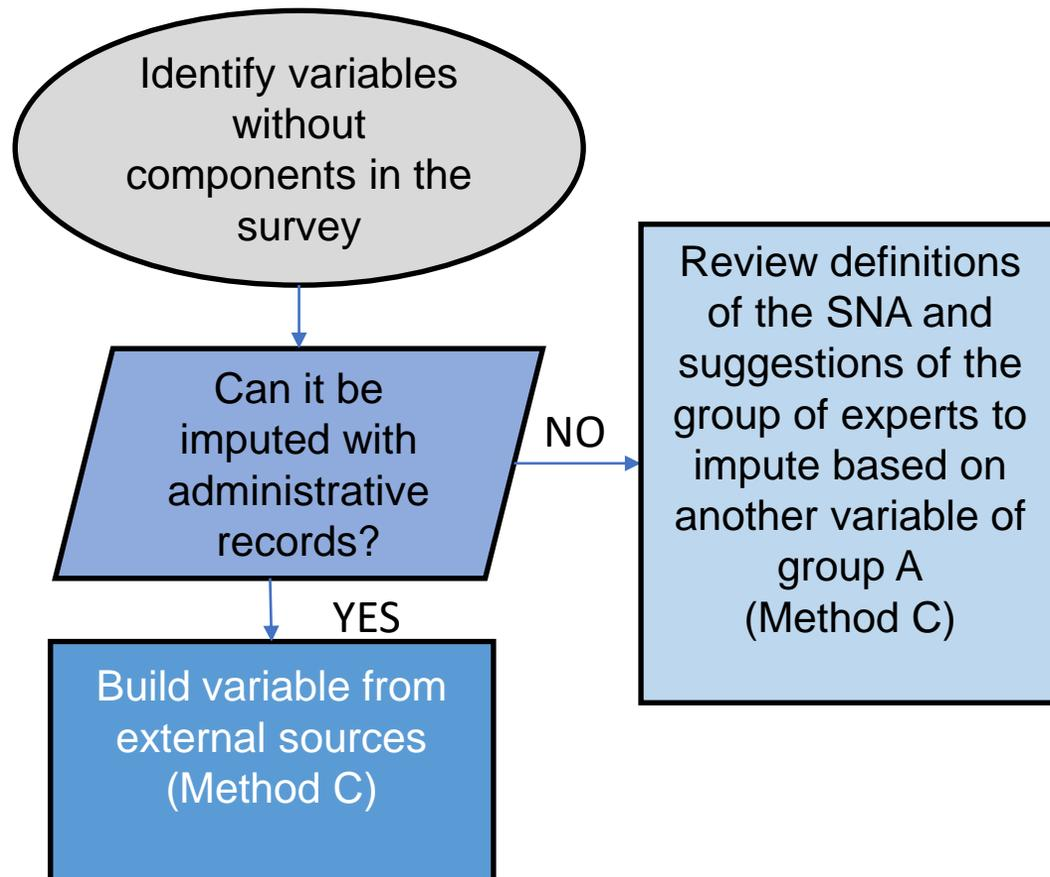 Identify variables
without
components in the
survey
Can it be
imputed with
administrative
records?
NO
Review definitions
of the SNA and
suggestions of the
group of experts to
impute based on
another variable of
group A
(Method C)
YES
Build variable from
external sources
(Method C)